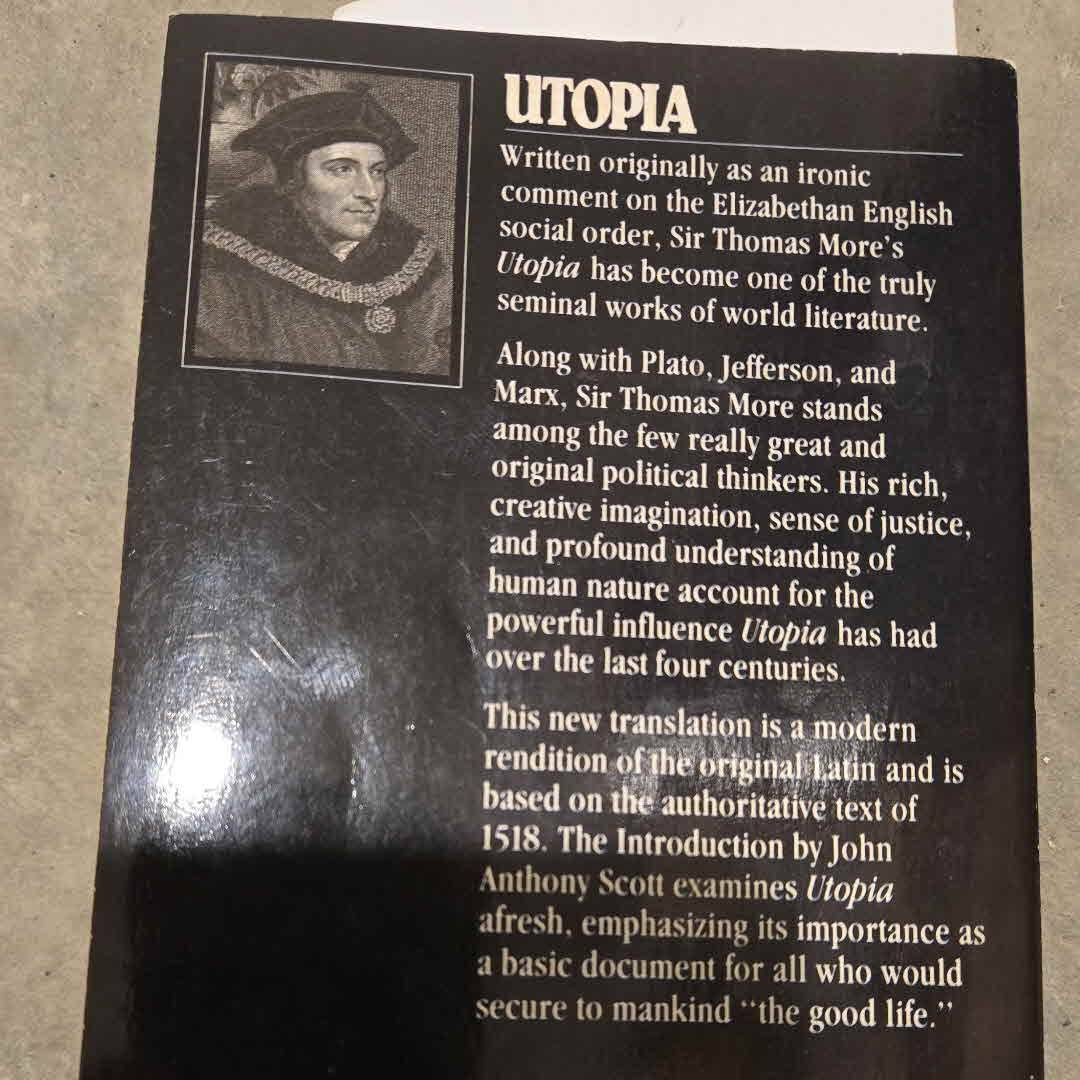 UTOPIA
Written originally as an ironic
comment on the Elizabethan English
social order, Sir Thomas More's
Utopia has become one of the truly
seminal works of world literature.
Along with Plato, Jefferson, and
Marx, Sir Thomas More stands
among the few really great and
original political thinkers. His rich,
creative imagination, sense of justice,
and profound understanding of
human nature account for the
powerful influence Utopia has had
over the last four centuries.
This new translation is a modern
rendition of the original Latin and is
based on the authoritative text of
1518. The Introduction by John
Anthony Scott examines Utopia
afresh, emphasizing its importance as
a basic document for all who would
secure to mankind "the good life."